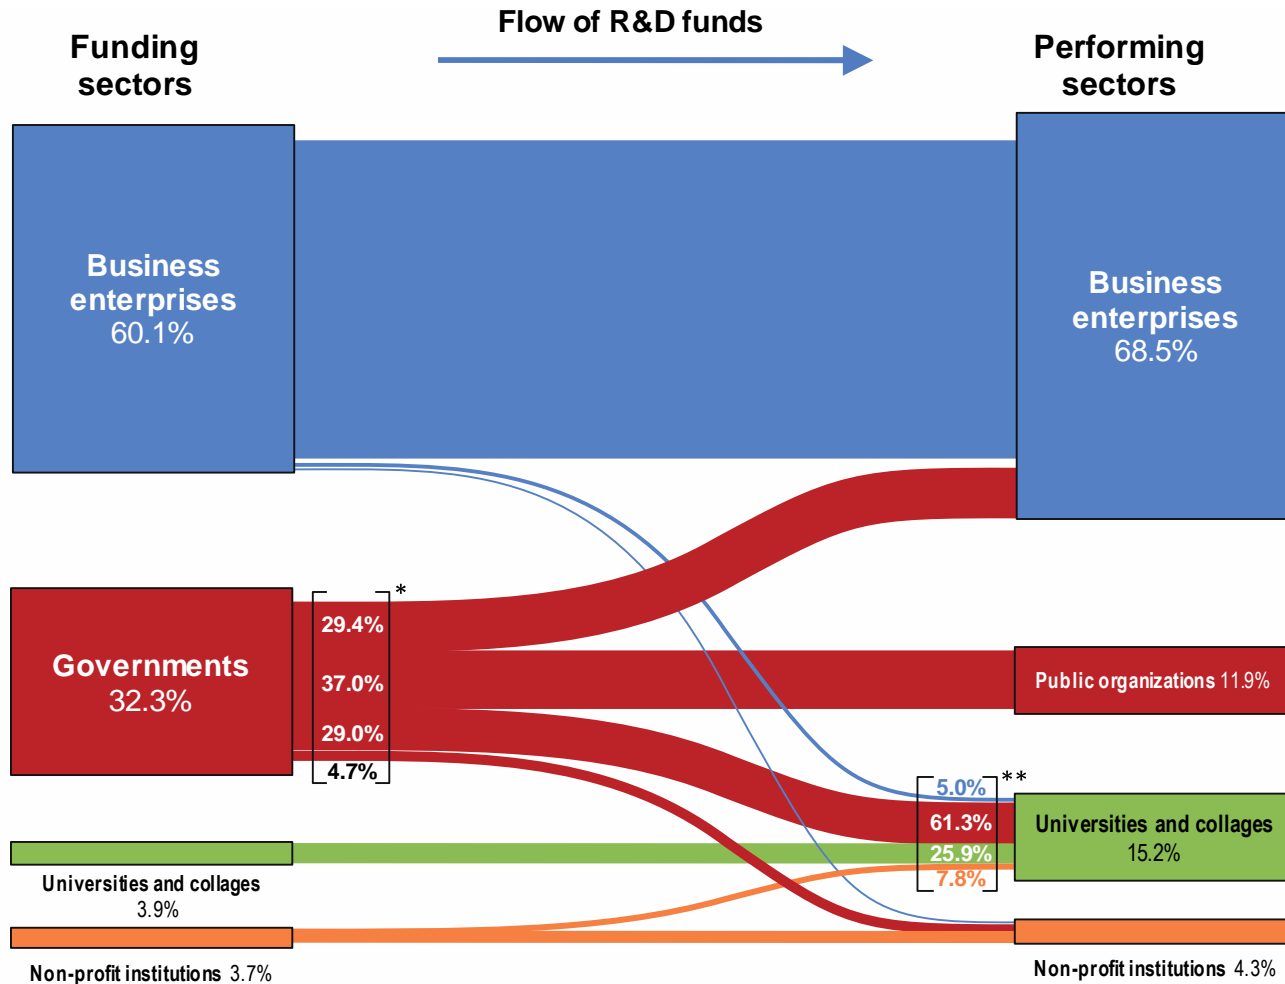 Flow of R&D funds
Funding
sectors
Performing
sectors
Business
enterprises
60.1%
Business
enterprises
68.5%
*
29.4%
Governments
32.3%
37.0%
29.0%
4.7%
Public organizations 11.9%
**
5.0%
61.3%
25.9%
7.8%
Universities and collages
15.2%
Universities and collages
3.9%
Non-profit institutions 3.7%
Non-profit institutions 4.3%